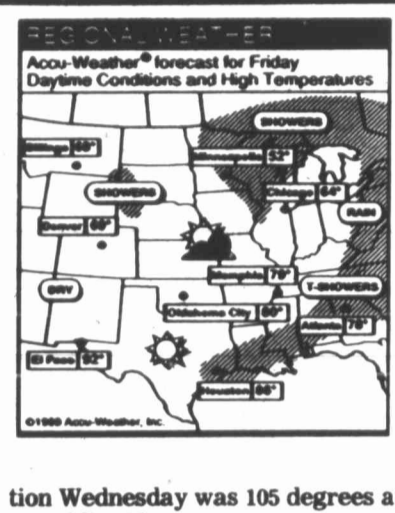 REGIONAL WEATHER
Accu-Weather® forecast for Friday
Daytime Conditions and High Temperatures
SHOWERS
Billings 68°
Minneapolis 52°
SHOWERS
Chicago 64°
RAIN
Denver 68°
Memphis 79°
DRY
T-SHOWERS
Oklahoma City 80°
Atlanta 78°
El Paso 92°
Houston 86°
©1989 Accu-Weather, Inc.
tion Wednesday was 105 degrees a